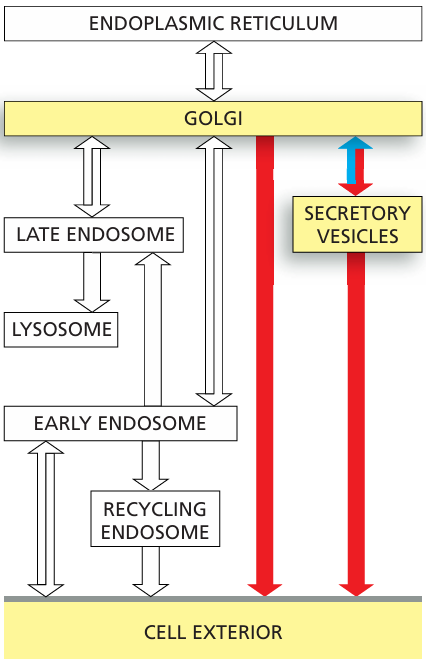 ENDOPLASMIC RETICULUM
GOLGI
SECRETORY
VESICLES
LATE ENDOSOME
LYSOSOME
EARLY ENDOSOME
RECYCLING
ENDOSOME
CELL EXTERIOR